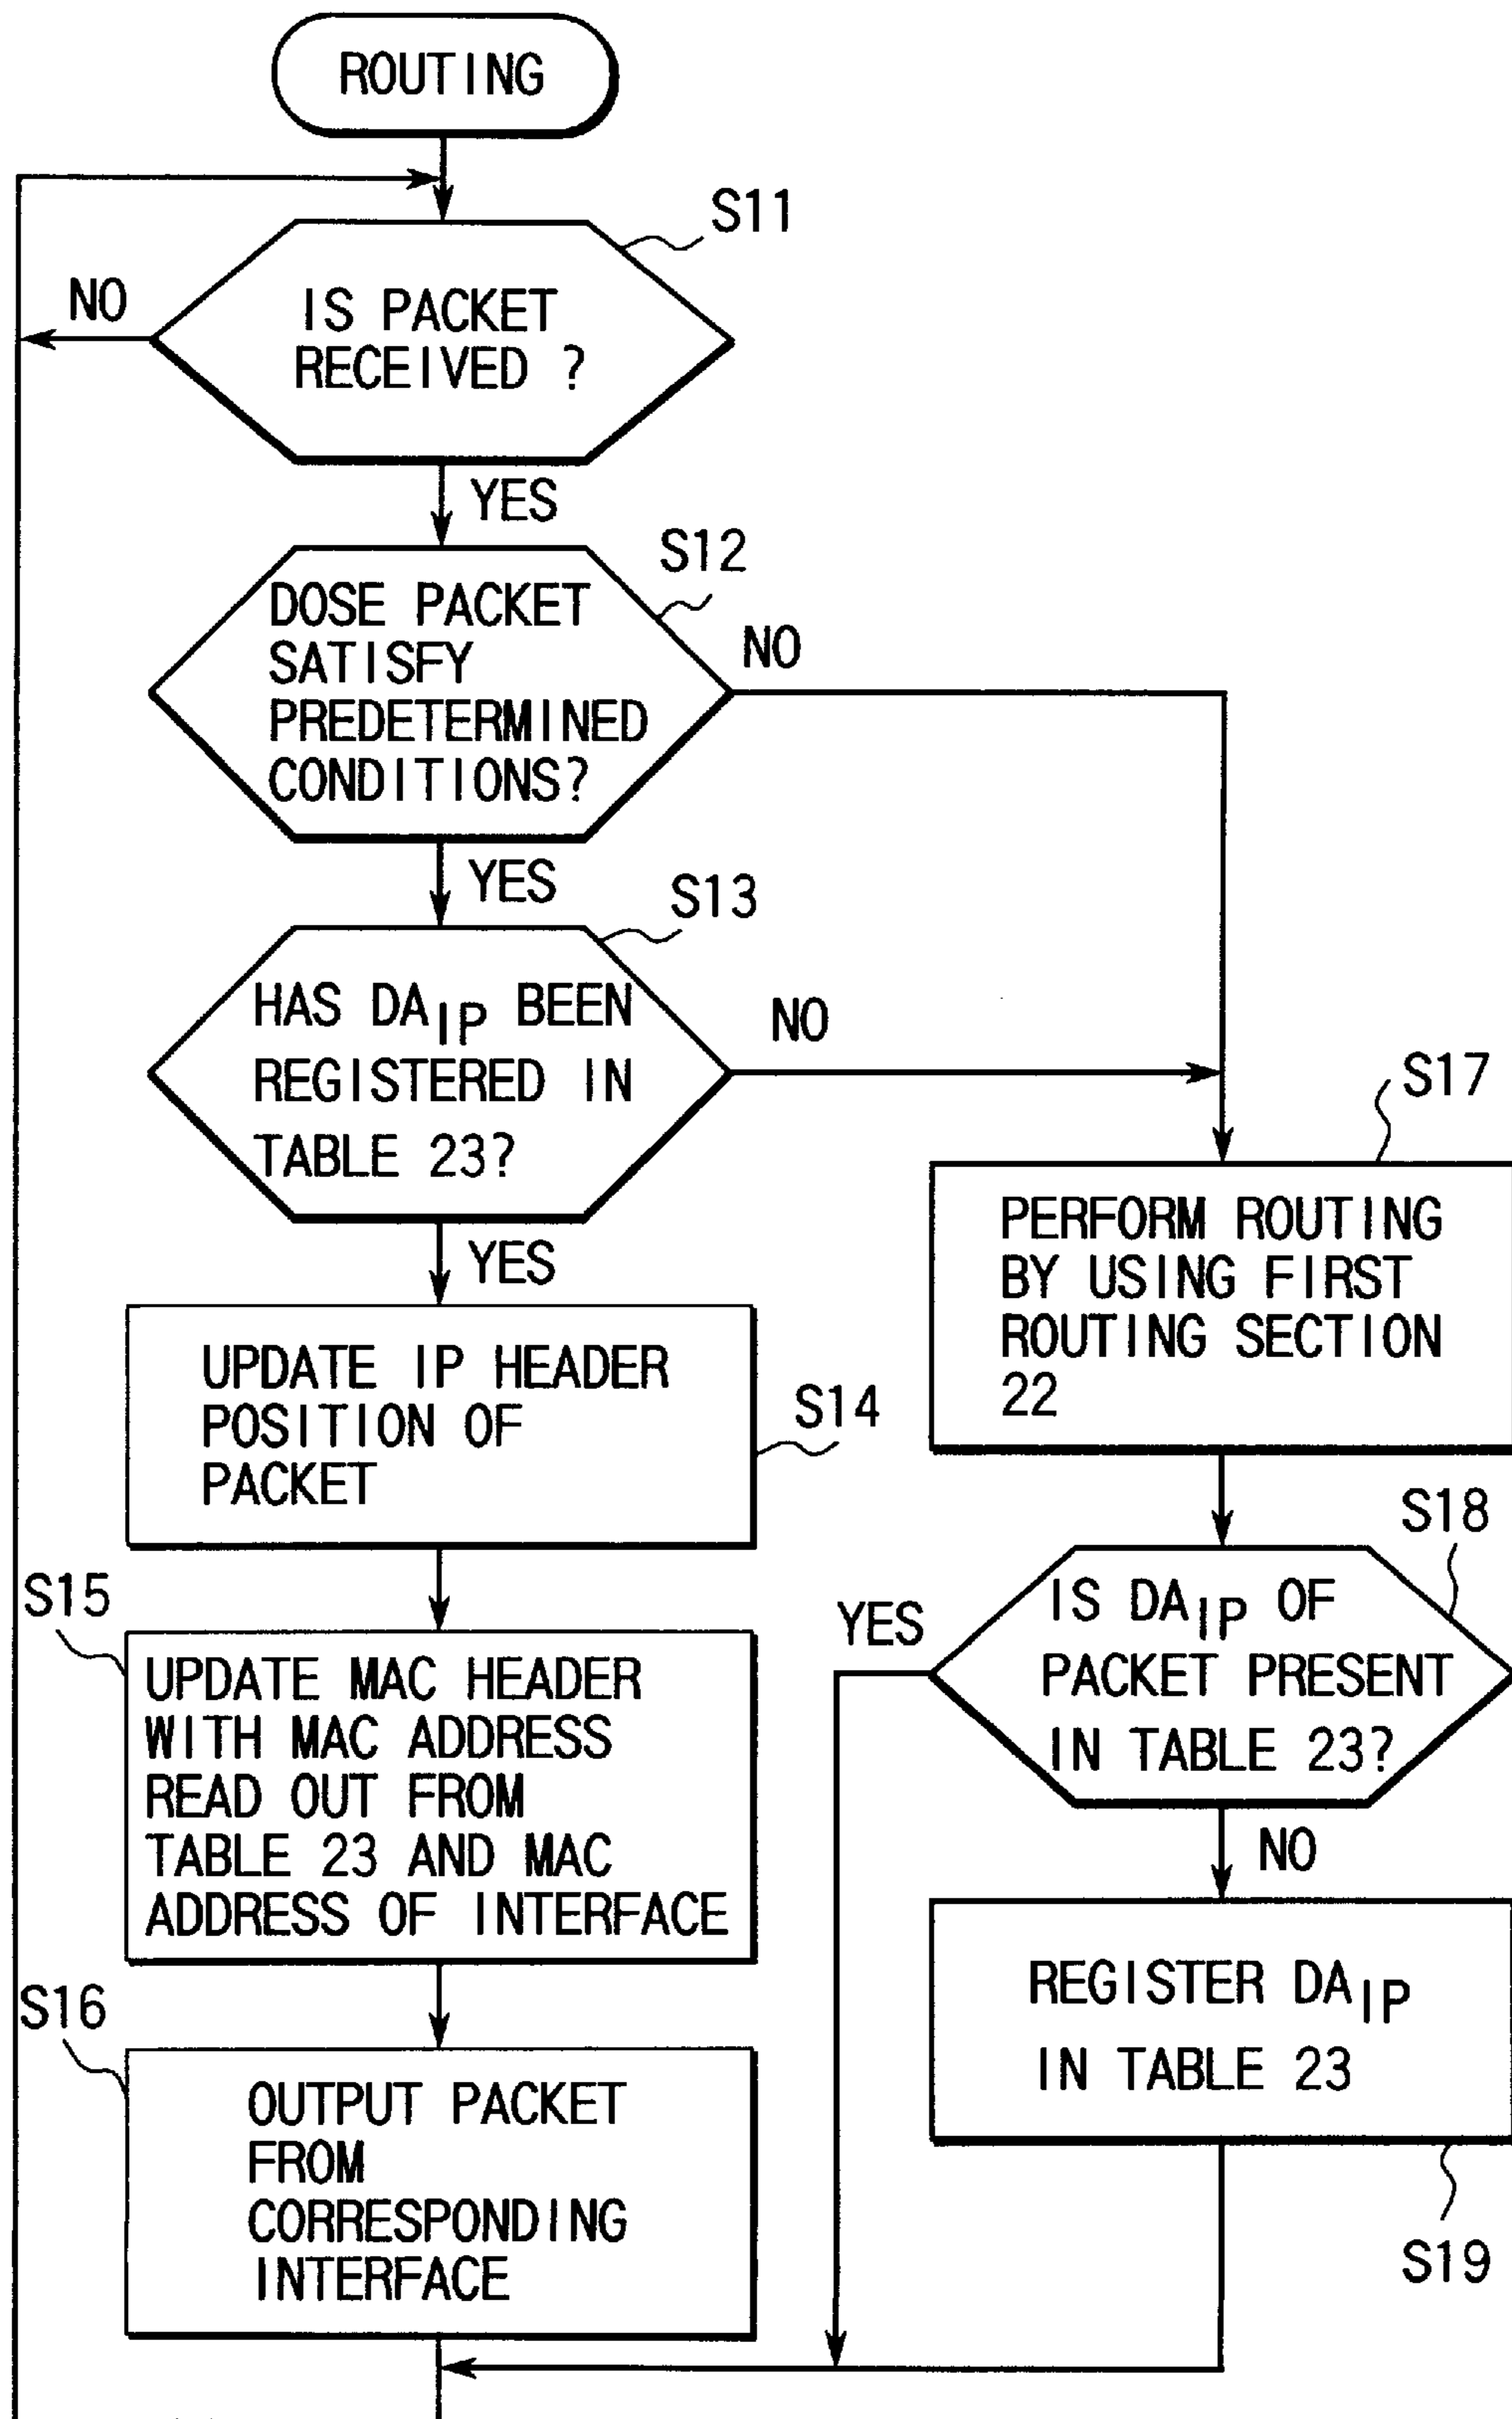 ROUTING
S11
NO
IS PACKET
RECEIVED ?
YES
S12
DOSE PACKET
SATISFY
PREDETERMINED
CONDITIONS?
NO
YES
S13
HAS DAIP BEEN
REGISTERED IN
TABLE 23?
NO
YES
UPDATE IP HEADER
POSITION OF
PACKET
S14
S15
UPDATE MAC HEADER
WITH MAC ADDRESS
READ OUT FROM
TABLE 23 AND MAC
ADDRESS OF INTERFACE
S16
OUTPUT PACKET
FROM
CORRESPONDING
INTERFACE
S17
PERFORM ROUTING
BY USING FIRST
ROUTING SECTION
22
S18
YES
IS DAIP OF
PACKET PRESENT
IN TABLE 23?
NO
REGISTER DAIP
IN TABLE 23
S19